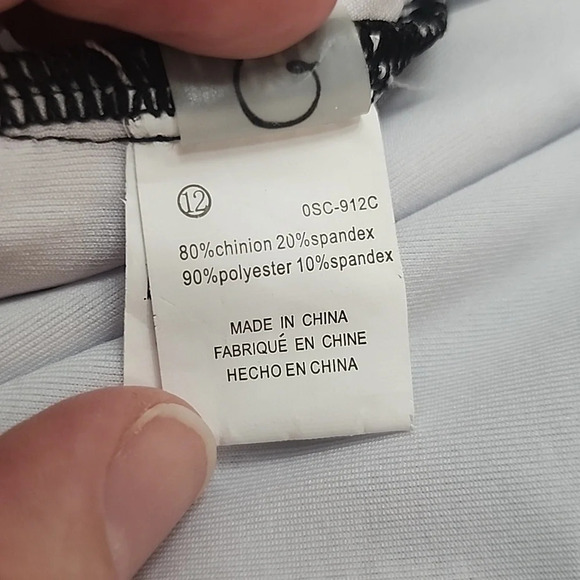 12
0SC-912C
80%chinion 20%spandex
90%polyester 10%spandex
MADE IN CHINA
FABRIQUÉ EN CHINE
HECHO EN CHINA